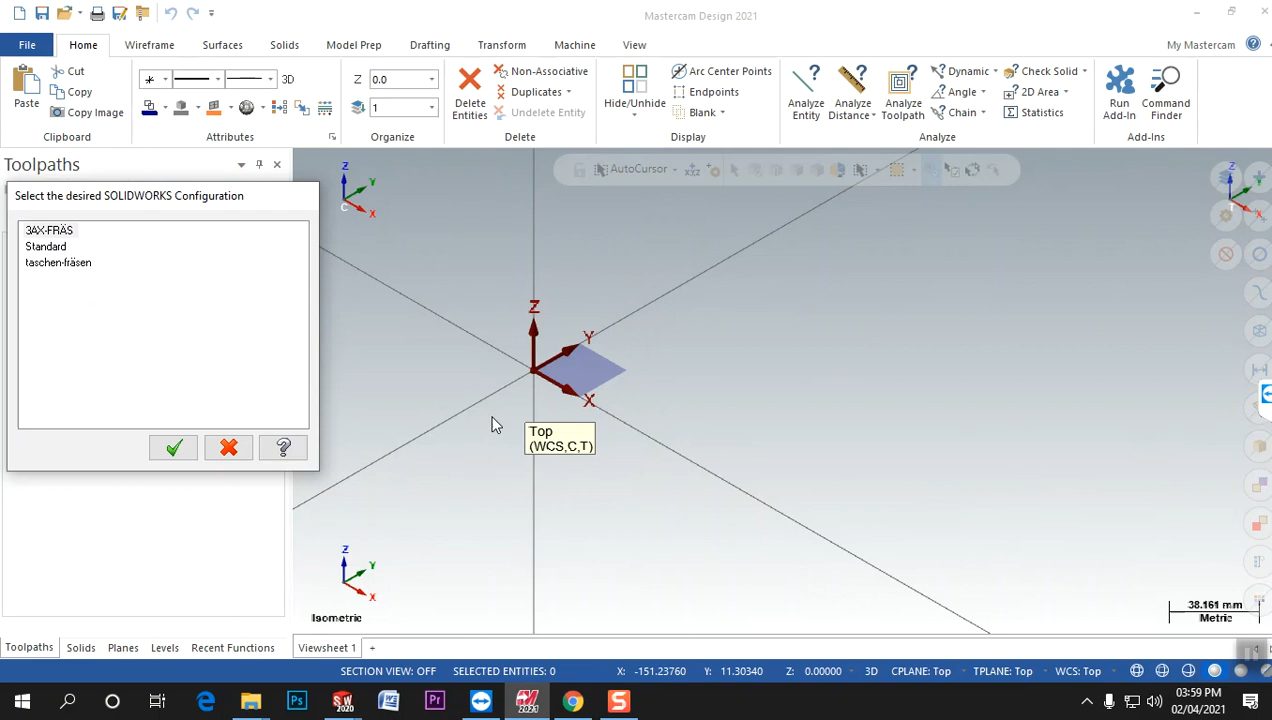 Mastercam Design 2021
File
Home
Wireframe
Surfaces
Solids
Model Prep
Drafting
Transform
Machine
View
My Mastercam
Paste
Cut
Copy
Copy Image
Clipboard
3D
Attributes
Z
0.0
1
Organize
Delete
Entities
Non-Associative
Duplicates
Undelete Entity
Delete
Hide/Unhide
Arc Center Points
Endpoints
Blank
Display
Analyze
Entity
Analyze
Distance
Analyze
Toolpath
Dynamic
Angle
Chain
Check Solid
2D Area
Statistics
Analyze
Run
Add-In
Command
Finder
Add-Ins
Toolpaths
AutoCursor
XYZ
Select the desired SOLIDWORKS Configuration
3AX-FRÄS
Standard
taschen-fräsen
Z
Y
X
C
Z
Y
X
T
Z
Y
X
Top
(WCS,C,T)
Z
Y
X
Isometric
38.161 mm
Metric
Toolpaths
Solids
Planes
Levels
Recent Functions
Viewsheet 1
+
SECTION VIEW: OFF
SELECTED ENTITIES: 0
X: -151.23760
Y: 11.30340
Z: 0.00000
3D
CPLANE: Top
TPLANE: Top
WCS: Top
Ps
SW
2020
W
Pr
2021
S
03:59 PM
02/04/2021